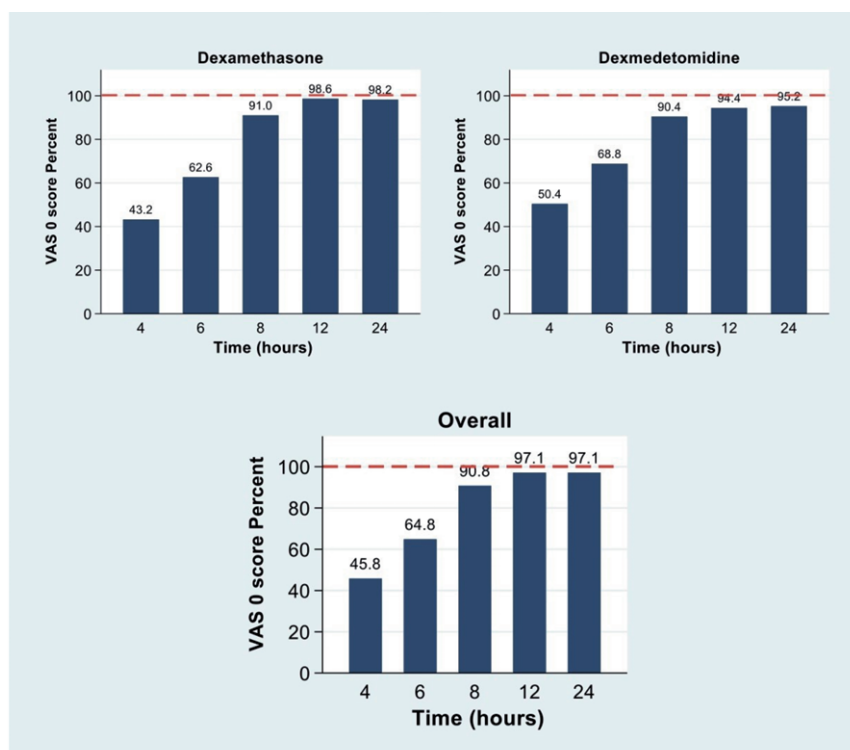 Dexamethasone
VAS 0 score Percent
100
80
60
40
20
0
43.2
62.6
91.0
98.6
98.2
4 6 8 12 24
Time (hours)
Dexmedetomidine
VAS 0 score Percent
100
80
60
40
20
0
50.4
68.8
90.4
94.4
95.2
4 6 8 12 24
Time (hours)
Overall
VAS 0 score Percent
100
80
60
40
20
0
45.8
64.8
90.8
97.1
97.1
4 6 8 12 24
Time (hours)